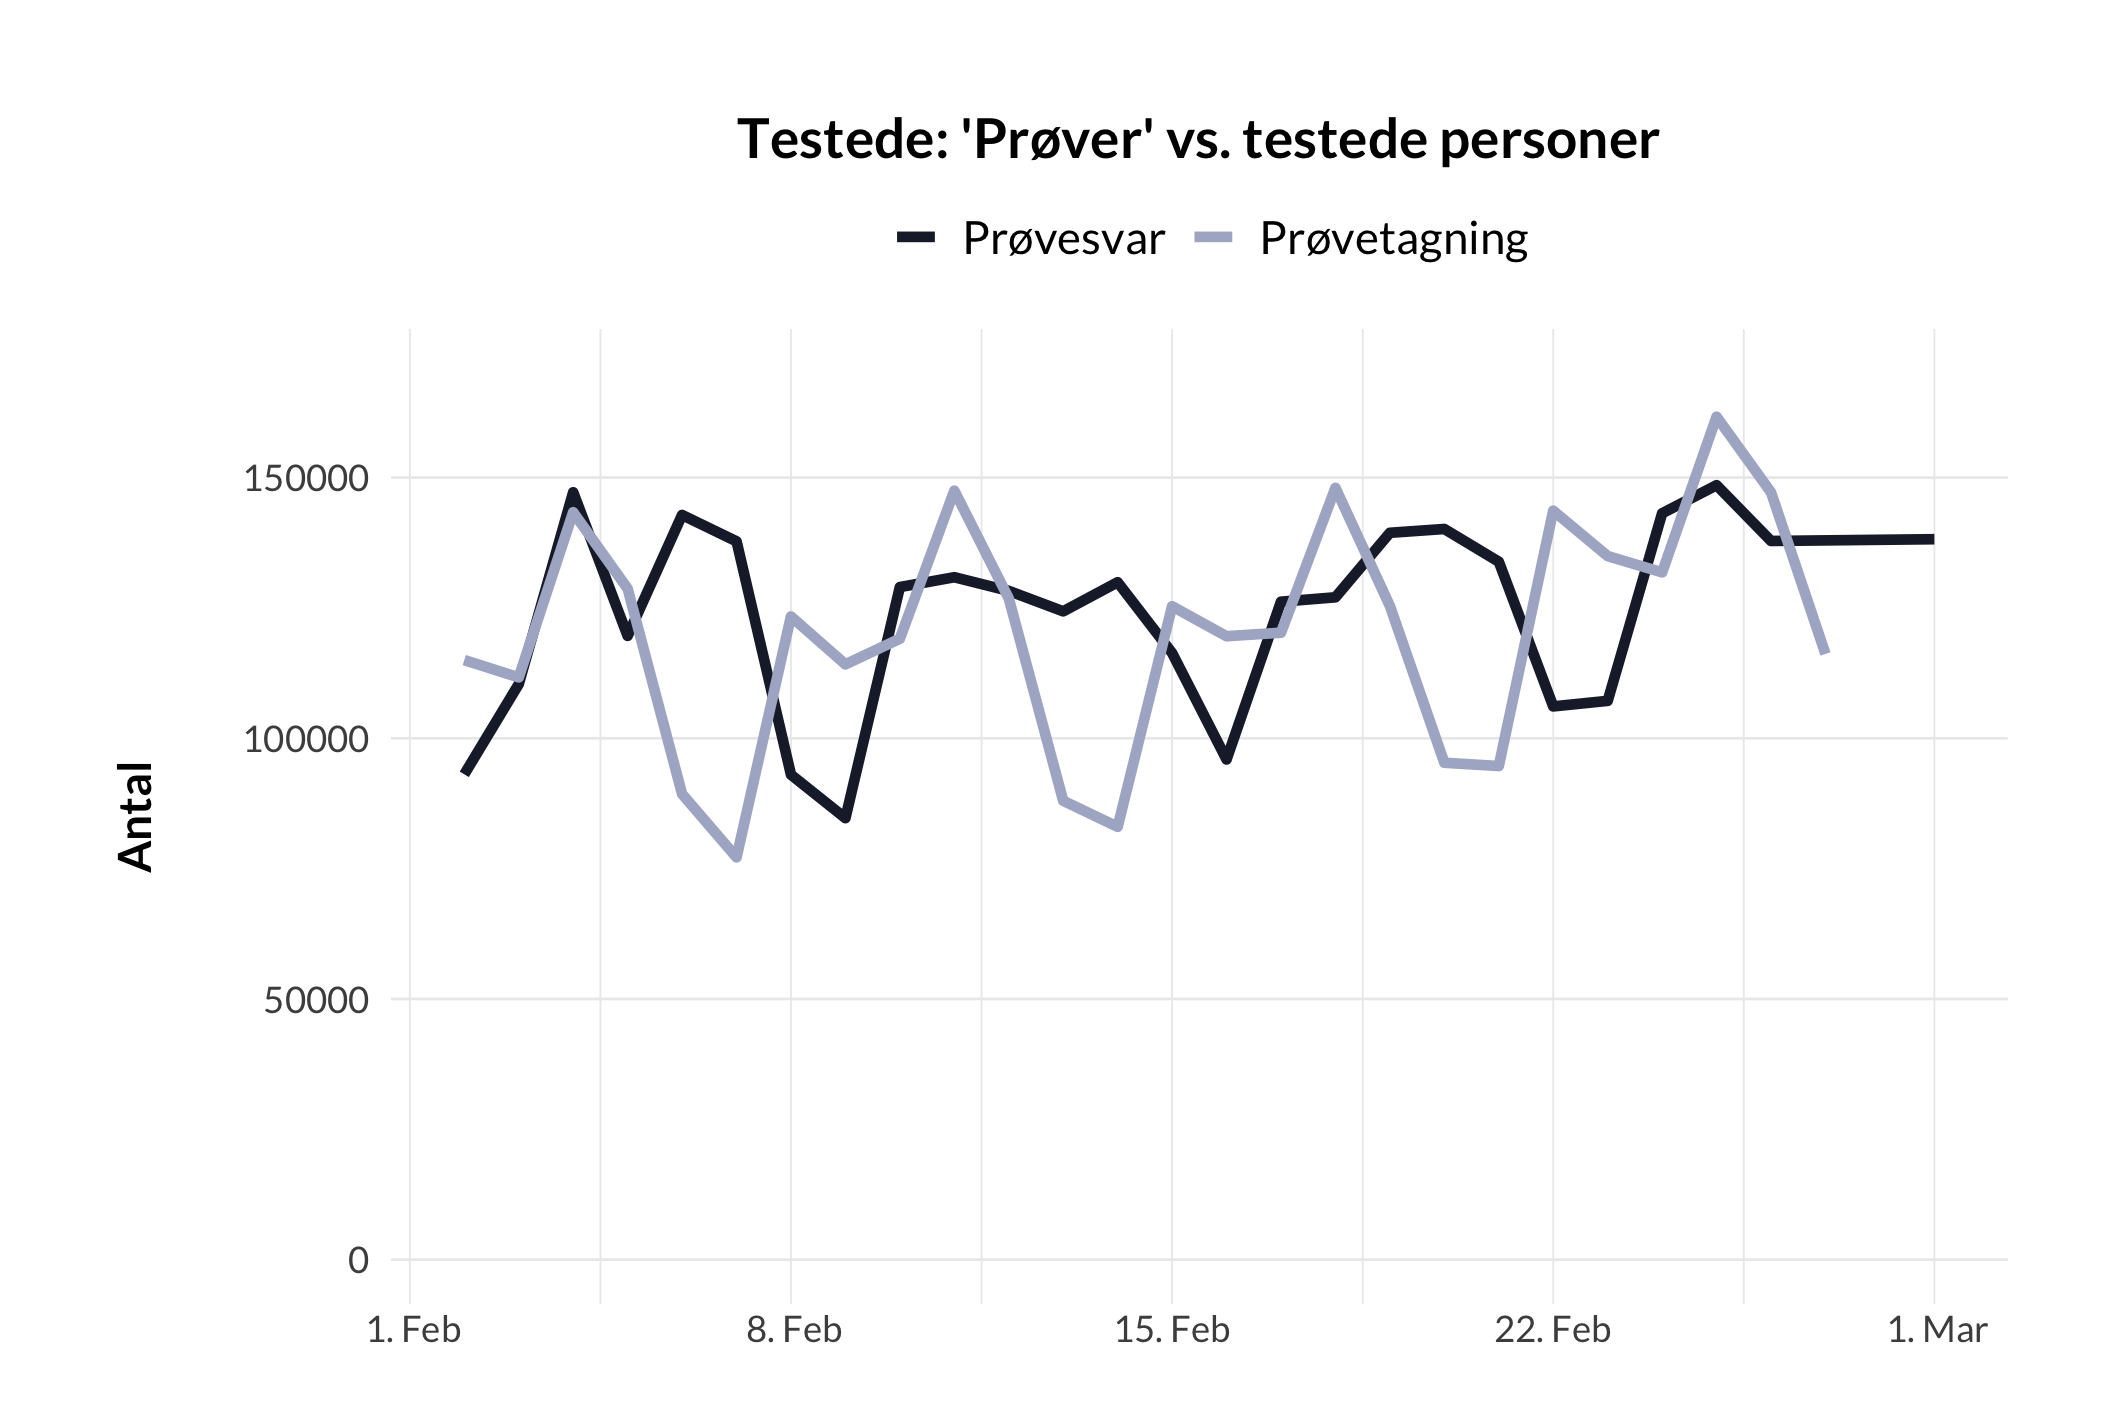 Testede: 'Prøver' vs. testede personer
Prøvesvar Prøvetagning
Antal
150000
100000
50000
0
1. Feb 8. Feb 15. Feb 22. Feb 1. Mar